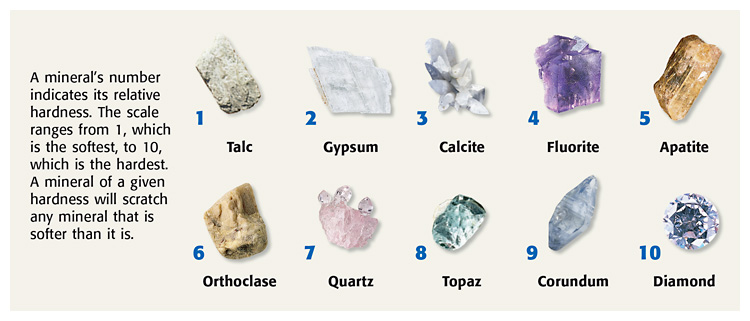 A mineral's number
indicates its relative
hardness. The scale
ranges from 1, which
is the softest, to 10,
which is the hardest.
A mineral of a given
hardness will scratch
any mineral that is
softer than it is.
1
Talc
2
Gypsum
3
Calcite
4
Fluorite
5
Apatite
6
Orthoclase
7
Quartz
8
Topaz
9
Corundum
10
Diamond